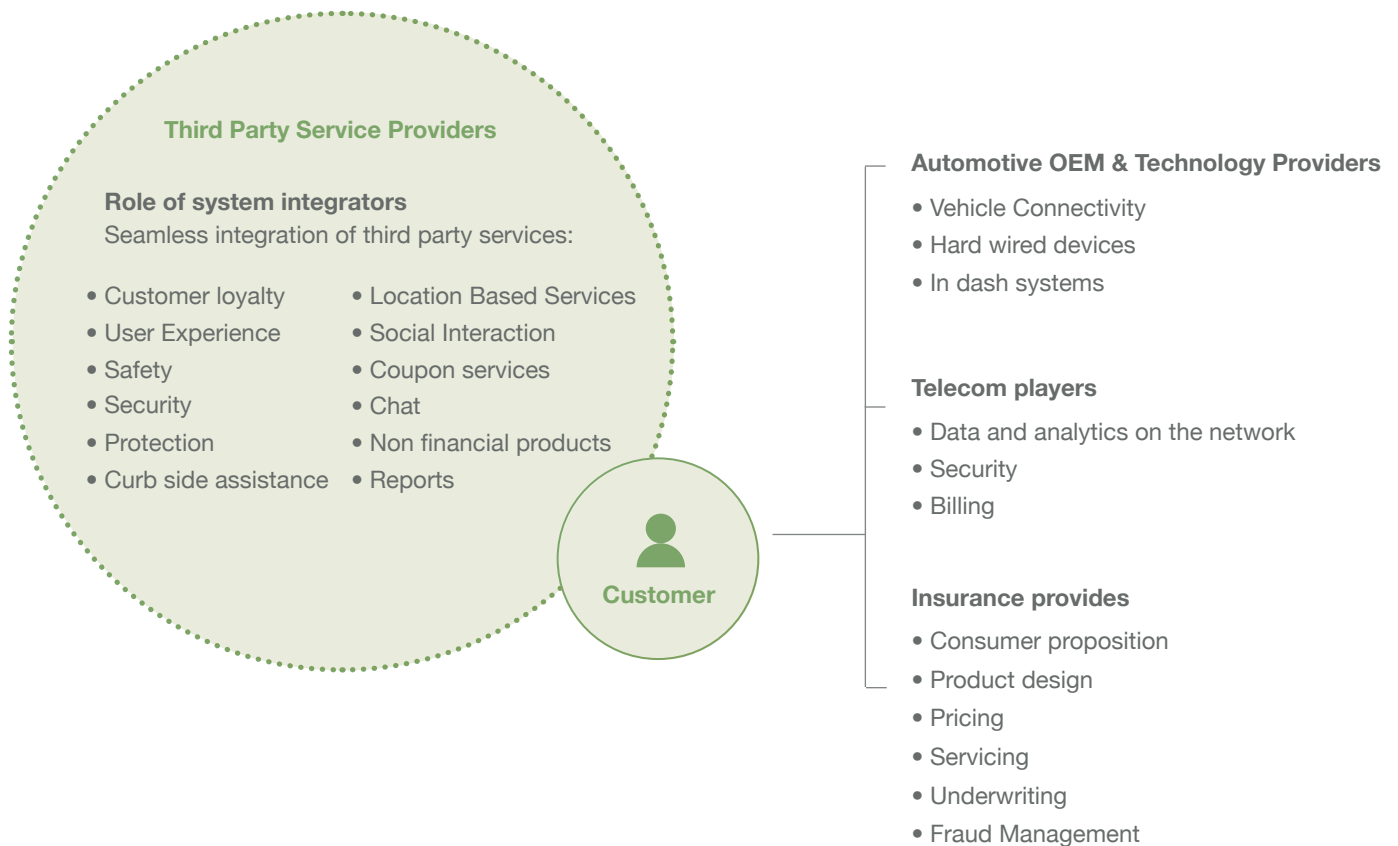 Third Party Service Providers
Role of system integrators
Seamless integration of third party services:
• Customer loyalty
• User Experience
• Safety
• Security
• Protection
• Curb side assistance
• Location Based Services
• Social Interaction
• Coupon services
• Chat
• Non financial products
• Reports
Customer
Automotive OEM & Technology Providers
• Vehicle Connectivity
• Hard wired devices
• In dash systems
Telecom players
• Data and analytics on the network
• Security
• Billing
Insurance provides
• Consumer proposition
• Product design
• Pricing
• Servicing
• Underwriting
• Fraud Management